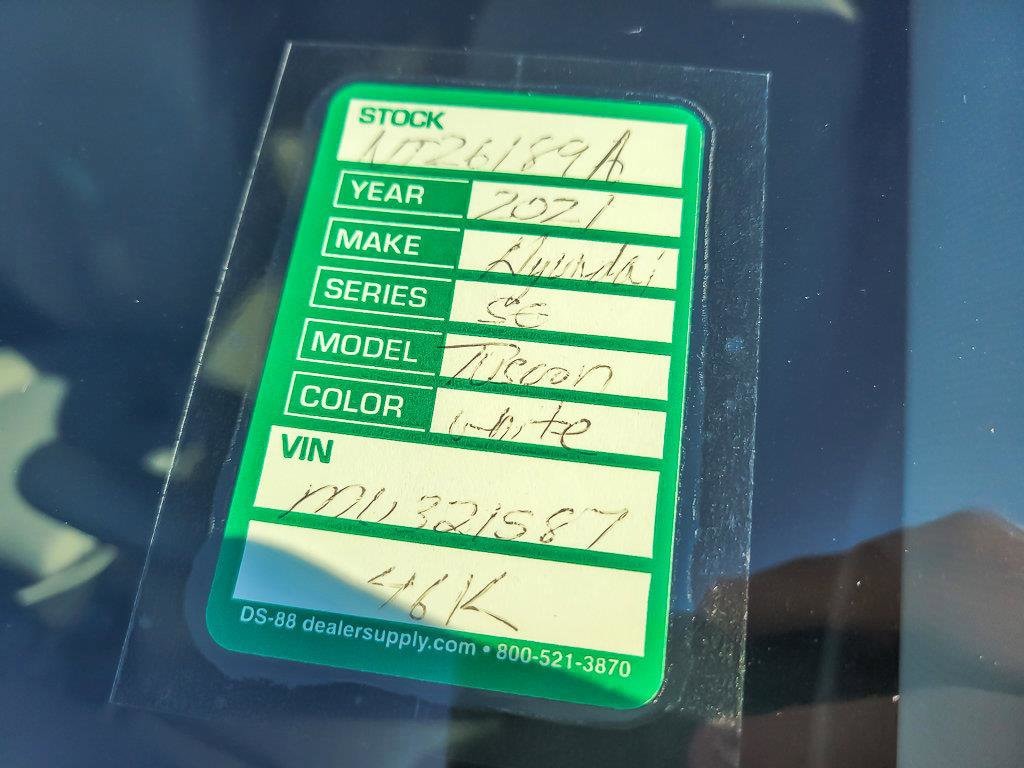 STOCK
NT26189A
YEAR 2021
MAKE Hyundai
SERIES SE
MODEL Tuscon
COLOR white
VIN
MU321587
46K
DS-88 dealersupply.com • 800-521-3870